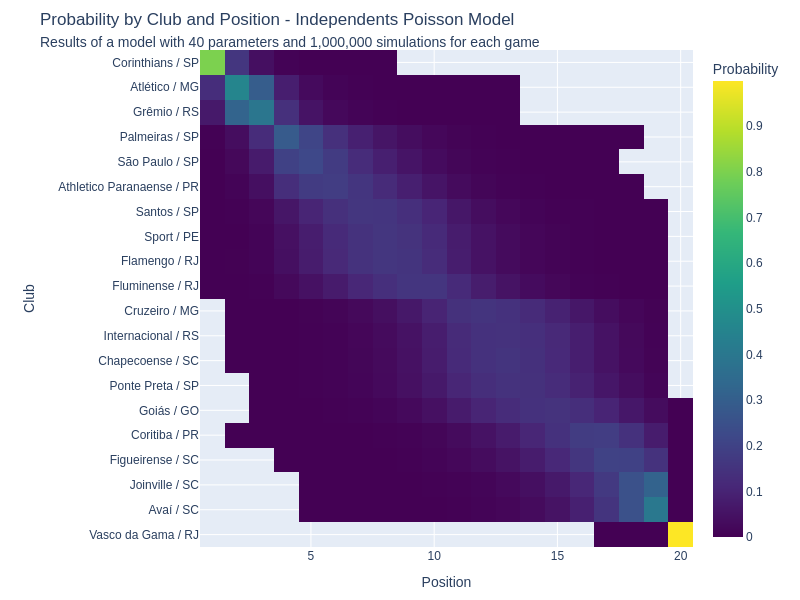 Probability by Club and Position - Independents Poisson Model
Results of a model with 40 parameters and 1,000,000 simulations for each game
Probability
Corinthians / SP
Atlético / MG
Grêmio / RS
Palmeiras / SP
São Paulo / SP
Athletico Paranaense / PR
Santos / SP
Sport / PE
Flamengo / RJ
Fluminense / RJ
Cruzeiro / MG
Internacional / RS
Chapecoense / SC
Ponte Preta / SP
Goiás / GO
Coritiba / PR
Figueirense / SC
Joinville / SC
Avaí / SC
Vasco da Gama / RJ
Club
5
10
15
20
Position
0.9
0.8
0.7
0.6
0.5
0.4
0.3
0.2
0.1
0